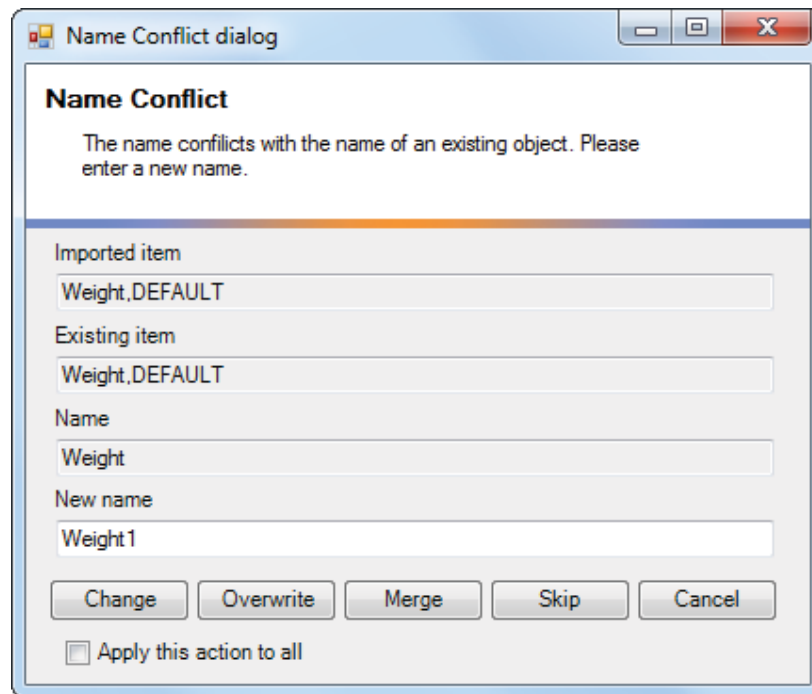 Name Conflict dialog
Name Conflict
The name confilicts with the name of an existing object. Please
enter a new name.
Imported item
Weight,DEFAULT
Existing item
Weight,DEFAULT
Name
Weight
New name
Weight1
Change Overwrite Merge Skip Cancel
Apply this action to all